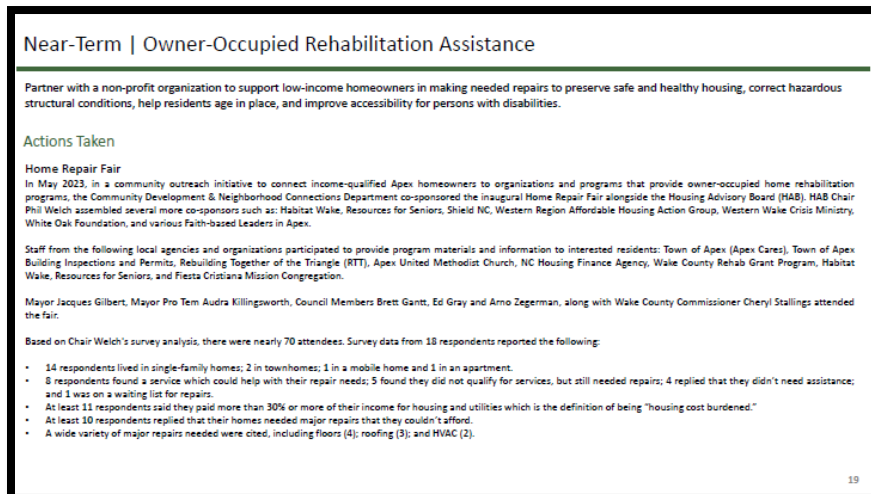 Near-Term | Owner-Occupied Rehabilitation Assistance
Partner with a non-profit organization to support low-income homeowners in making needed repairs to preserve safe and healthy housing, correct hazardous
structural conditions, help residents age in place, and improve accessibility for persons with disabilities.
Actions Taken
Home Repair Fair
In May 2023, in a community outreach initiative to connect income-qualified Apex homeowners to organizations and programs that provide owner-occupied home rehabilitation
programs, the Community Development & Neighborhood Connections Department co-sponsored the inaugural Home Repair Fair alongside the Housing Advisory Board (HAB). HAB Chair
Phil Welch assembled several more co-sponsors such as: Habitat Wake, Resources for Seniors, Shield NC, Western Region Affordable Housing Action Group, Western Wake Crisis Ministry,
White Oak Foundation, and various Faith-based Leaders in Apex.
Staff from the following local agencies and organizations participated to provide program materials and information to interested residents: Town of Apex (Apex Cares), Town of Apex
Building Inspections and Permits, Rebuilding Together of the Triangle (RTT), Apex United Methodist Church, NC Housing Finance Agency, Wake County Rehab Grant Program, Habitat
Wake, Resources for Seniors, and Fiesta Cristiana Mission Congregation.
Mayor Jacques Gilbert, Mayor Pro Tem Audra Killingsworth, Council Members Brett Gantt, Ed Gray and Arno Zegerman, along with Wake County Commissioner Cheryl Stallings attended
the fair.
Based on Chair Welch's survey analysis, there were nearly 70 attendees. Survey data from 18 respondents reported the following:
• 14 respondents lived in single-family homes; 2 in townhomes; 1 in a mobile home and 1 in an apartment.
• 8 respondents found a service which could help with their repair needs; 5 found they did not qualify for services, but still needed repairs; 4 replied that they didn't need assistance;
and 1 was on a waiting list for repairs.
• At least 11 respondents said they paid more than 30% or more of their income for housing and utilities which is the definition of being "housing cost burdened."
• At least 10 respondents replied that their homes needed major repairs that they couldn't afford.
• A wide variety of major repairs needed were cited, including floors (4); roofing (3); and HVAC (2).
19